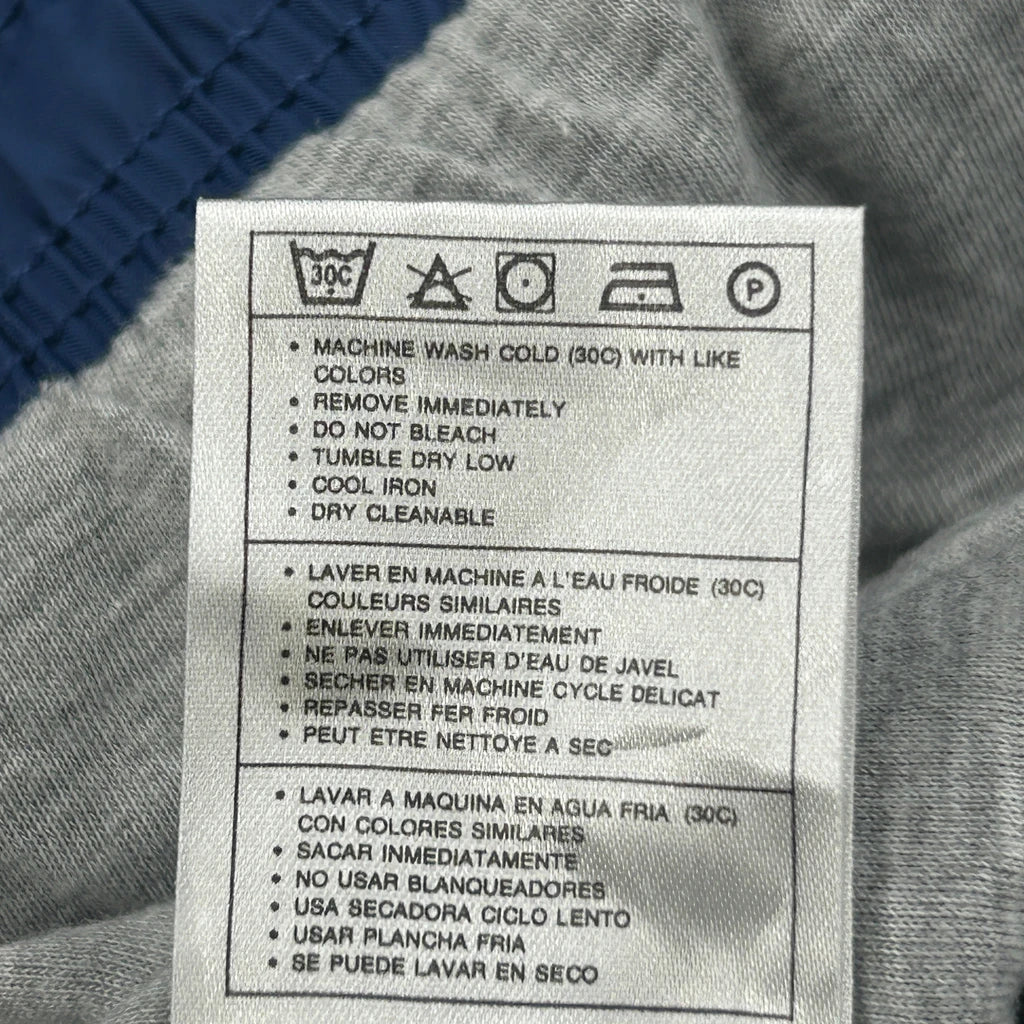 30C
P
• MACHINE WASH COLD (30C) WITH LIKE
COLORS
• REMOVE IMMEDIATELY
• DO NOT BLEACH
• TUMBLE DRY LOW
• COOL IRON
• DRY CLEANABLE
• LAVER EN MACHINE A L'EAU FROIDE (30C)
COULEURS SIMILAIRES
• ENLEVER IMMEDIATEMENT
• NE PAS UTILISER D'EAU DE JAVEL
• SECHER EN MACHINE CYCLE DELICAT
• REPASSER FER FROID
• PEUT ETRE NETTOYE A SEC
• LAVAR A MAQUINA EN AGUA FRIA (30C)
CON COLORES SIMILARES
• SACAR INMEDIATAMENTE
• NO USAR BLANQUEADORES
• USA SECADORA CICLO LENTO
• USAR PLANCHA FRIA
• SE PUEDE LAVAR EN SECO